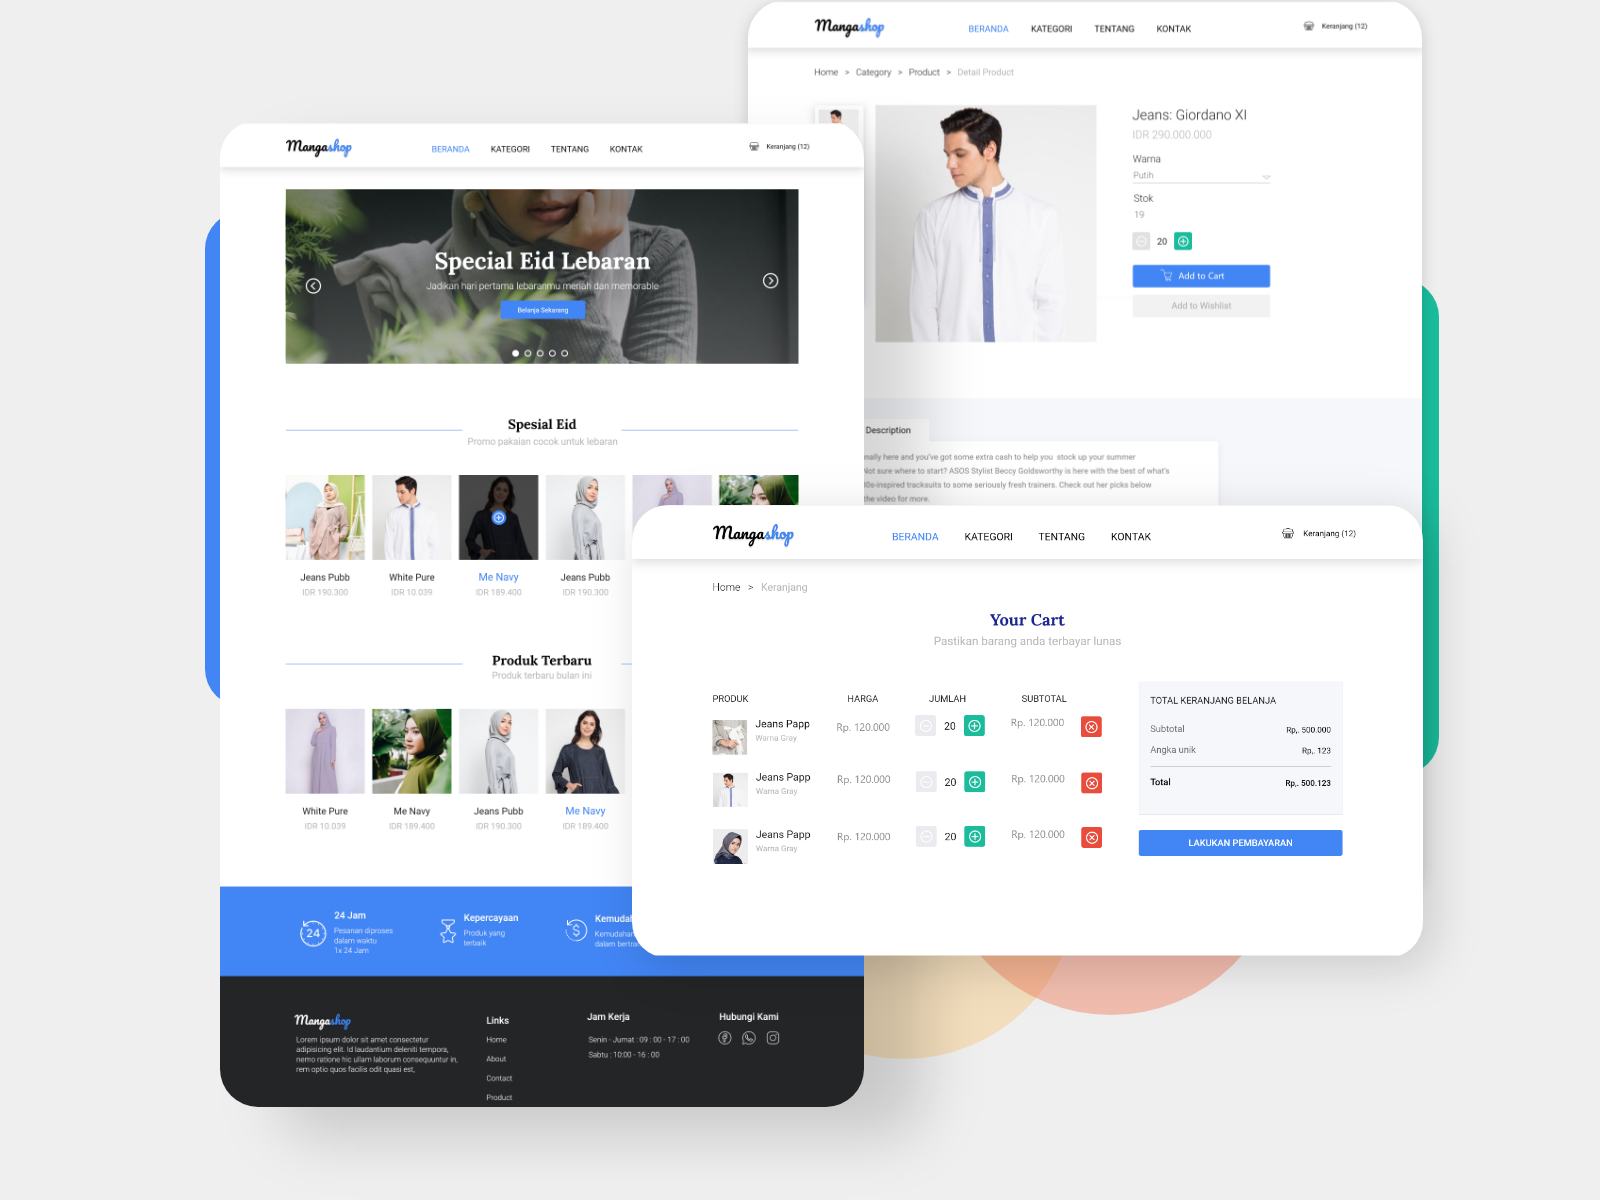 Mangashop
BERANDA KATEGORI TENTANG KONTAK
Keranjang (12)
Home > Category > Product > Detail Product
Jeans: Giordano XI
IDR 290.000.000
Warna
Putih
Stok
19
20
Add to Cart
Add to Wishlist
Description
nally here and you've got some extra cash to help you stock up your summer
Not sure where to start? ASOS Stylist Beccy Goldsworthy is here with the best of what's
0s-inspired tracksuits to some seriously fresh trainers. Check out her picks below
the video for more.
Mangashop
BERANDA KATEGORI TENTANG KONTAK
Keranjang (12)
Special Eid Lebaran
Jadikan hari pertama lebaranmu meriah dan memorable
Belanja Sekarang
Spesial Eid
Promo pakaian cocok untuk lebaran
Jeans Pubb White Pure Me Navy Jeans Pubb
IDR 190.300 IDR 10.039 IDR 189.400 IDR 190.300
Produk Terbaru
Produk terbaru bulan ini
White Pure Me Navy Jeans Pubb Me Navy
IDR 10.039 IDR 189.400 IDR 190.300 IDR 189.400
24
24 Jam
Pesanan diproses
dalam waktu
1x 24 Jam
Kepercayaan
Produk yang
terbaik
Kemudah
Kemudahan
dalam bertra
Mangashop
Lorem ipsum dolor sit amet consectetur
adipisicing elit. Id laudantium deleniti tempora,
nemo ratione hic ullam laborum consequuntur in,
rem optio quos facilis odit quasi est,
Links
Home
About
Contact
Product
Jam Kerja
Senin - Jumat : 09 : 00 - 17 : 00
Sabtu : 10:00 - 16 : 00
Hubungi Kami
Mangashop
BERANDA KATEGORI TENTANG KONTAK
Keranjang (12)
Home > Keranjang
Your Cart
Pastikan barang anda terbayar lunas
PRODUK HARGA JUMLAH SUBTOTAL
Jeans Papp
Warna Gray
Rp. 120.000 20 Rp. 120.000
Jeans Papp
Warna Gray
Rp. 120.000 20 Rp. 120.000
Jeans Papp
Warna Gray
Rp. 120.000 20 Rp. 120.000
TOTAL KERANJANG BELANJA
Subtotal Rp,. 500.000
Angka unik Rp,. 123
Total Rp,. 500.123
LAKUKAN PEMBAYARAN